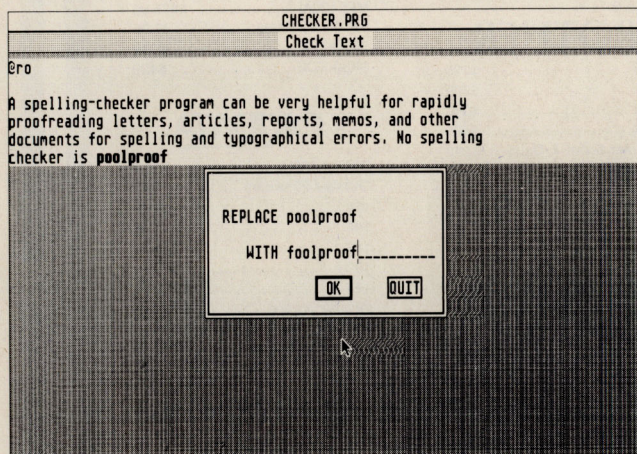 CHECKER.PRG
Check Text
@ro
A spelling-checker program can be very helpful for rapidly
proofreading letters, articles, reports, memos, and other
documents for spelling and typographical errors. No spelling
checker is poolproof
REPLACE poolproof
WITH foolproof__________
OK QUIT